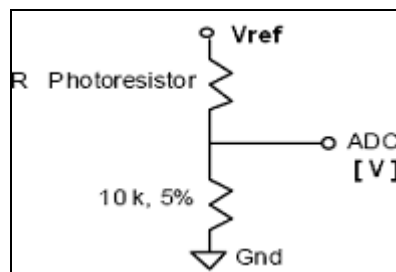 Vref
R Photoresistor
ADC
[ V ]
10 k, 5%
Gnd